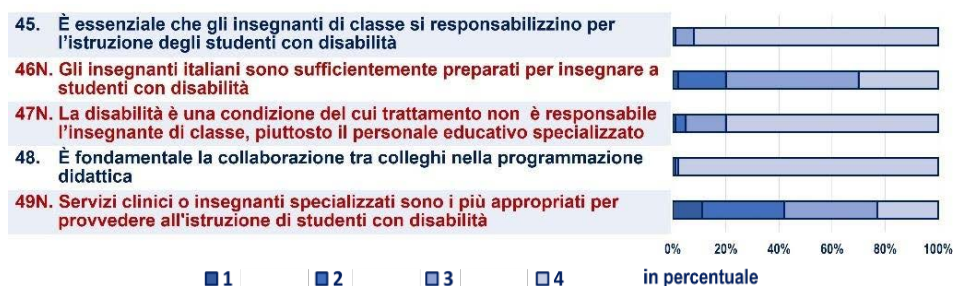 45. È essenziale che gli insegnanti di classe si responsabilizzino per
l'istruzione degli studenti con disabilità
46N. Gli insegnanti italiani sono sufficientemente preparati per insegnare a
studenti con disabilità
47N. La disabilità è una condizione del cui trattamento non è responsabile
l'insegnante di classe, piuttosto il personale educativo specializzato
48. È fondamentale la collaborazione tra colleghi nella programmazione
didattica
49N. Servizi clinici o insegnanti specializzati sono i più appropriati per
provvedere all'istruzione di studenti con disabilità
0% 20% 40% 60% 80% 100%
1 2 3 4 in percentuale